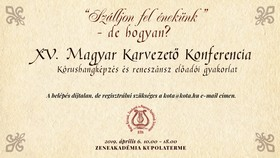 "Szálljon fel énekünk"
- de hogyan?
XV. Magyar Karvezető Konferencia
Kórushangképzés és reneszánsz előadói gyakorlat
A belépés díjtalan, de regisztrálni szükséges a kota@kota.hu e-mail címen.
2019. április 6. 10.00 - 18.00
ZENEAKADÉMIA KUPOLATERME